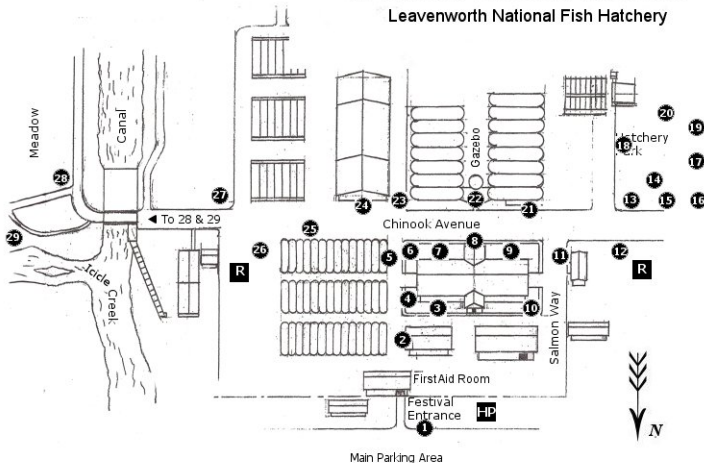 Leavenworth National Fish Hatchery
Meadow
Canal
Gazebo
20
19
18
Hatchery
Park
17
28
27
14
24
23
22
21
13
15
16
◄ To 28 & 29
Chinook Avenue
29
25
26
5
6
7
8
9
11
12
R
R
Icicle
Creek
4
3
10
2
Salmon Way
First Aid Room
Festival
Entrance
HP
1
N
Main Parking Area